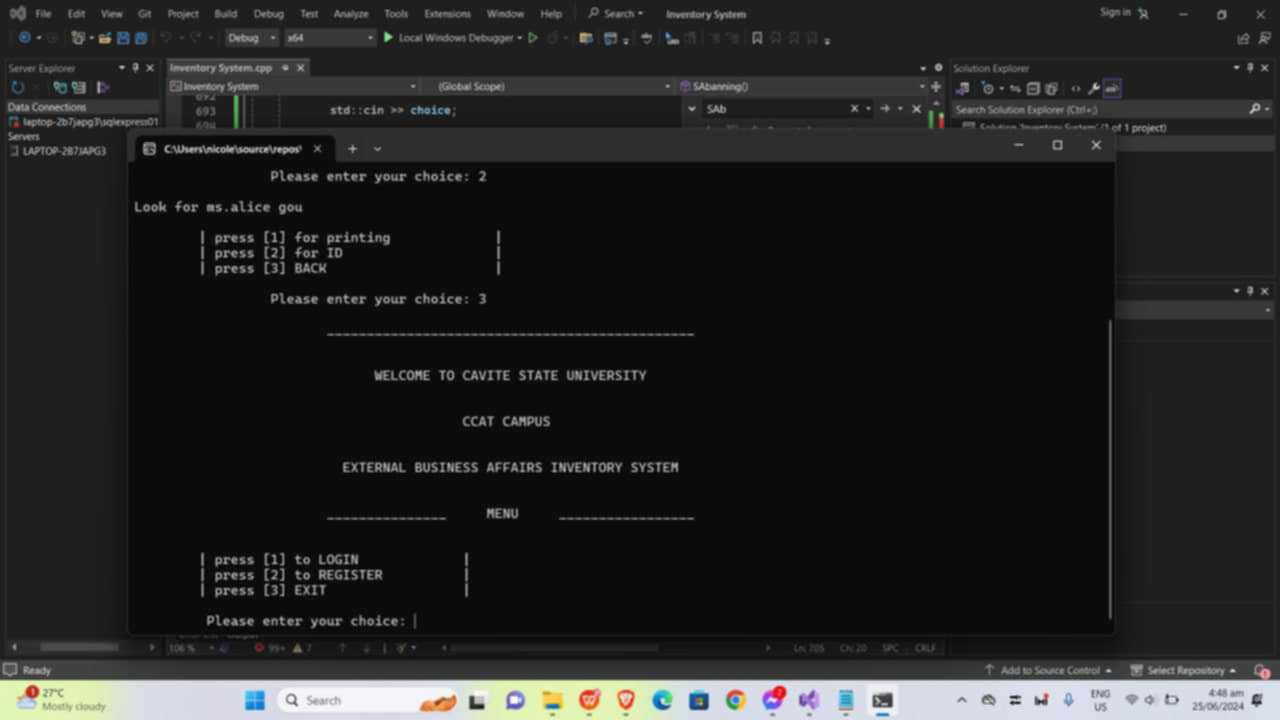 File Edit View Git Project Build Debug Test Analyze Tools Extensions Window Help Search Inventory System Sign in
Debug x64 Local Windows Debugger
Server Explorer
Data Connections
laptop-2b7japg3\sqlexpress01
Servers
LAPTOP-2B7JAPG3
Inventory System.cpp
Inventory System (Global Scope) SAbanning()
692
693 std::cin >> choice;
694
SAb
Solution Explorer
Search Solution Explorer (Ctrl+;)
Solution 'Inventory System' (1 of 1 project)
C:\Users\nicole\source\repos'
Please enter your choice: 2
Look for ms.alice gou
| press [1] for printing |
| press [2] for ID |
| press [3] BACK |
Please enter your choice: 3
WELCOME TO CAVITE STATE UNIVERSITY
CCAT CAMPUS
EXTERNAL BUSINESS AFFAIRS INVENTORY SYSTEM
MENU
| press [1] to LOGIN |
| press [2] to REGISTER |
| press [3] EXIT |
Please enter your choice:
106 % 99+ 7 Ln: 705 Ch: 20 SPC CRLF
Ready Add to Source Control Select Repository
1 27°C
Mostly cloudy
Search
2
ENG
US
4:48 am
25/06/2024